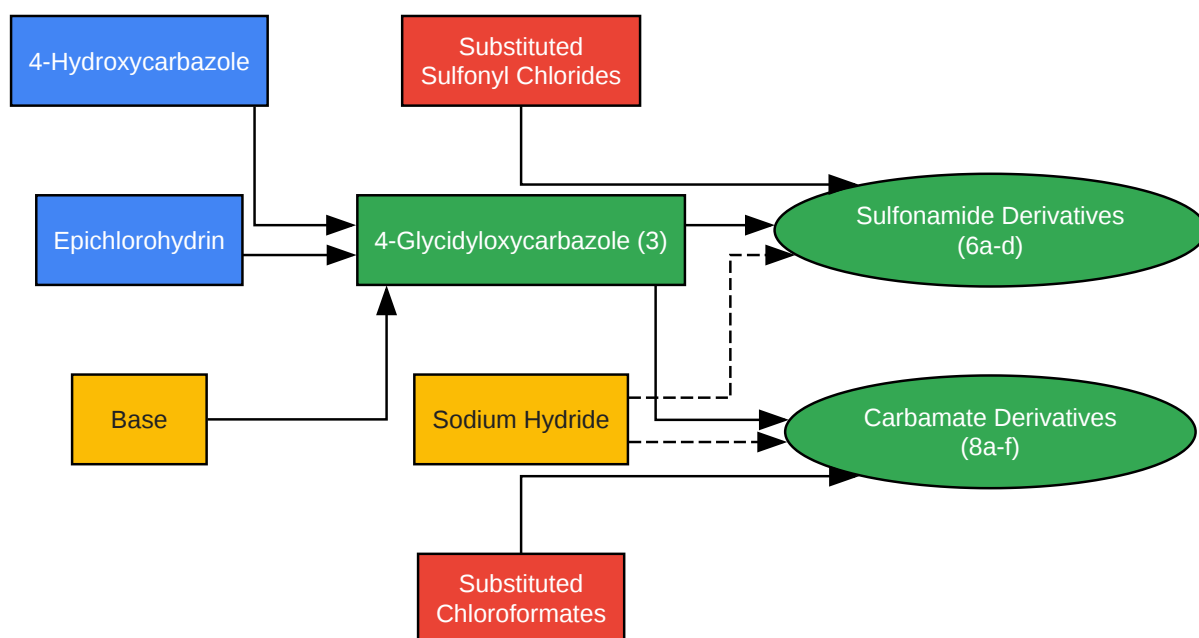 4-Hydroxycarbazole
Substituted
Sulfonyl Chlorides
Epichlorohydrin
4-Glycidyloxycarbazole (3)
Sulfonamide Derivatives
(6a-d)
Base
Sodium Hydride
Carbamate Derivatives
(8a-f)
Substituted
Chloroformates